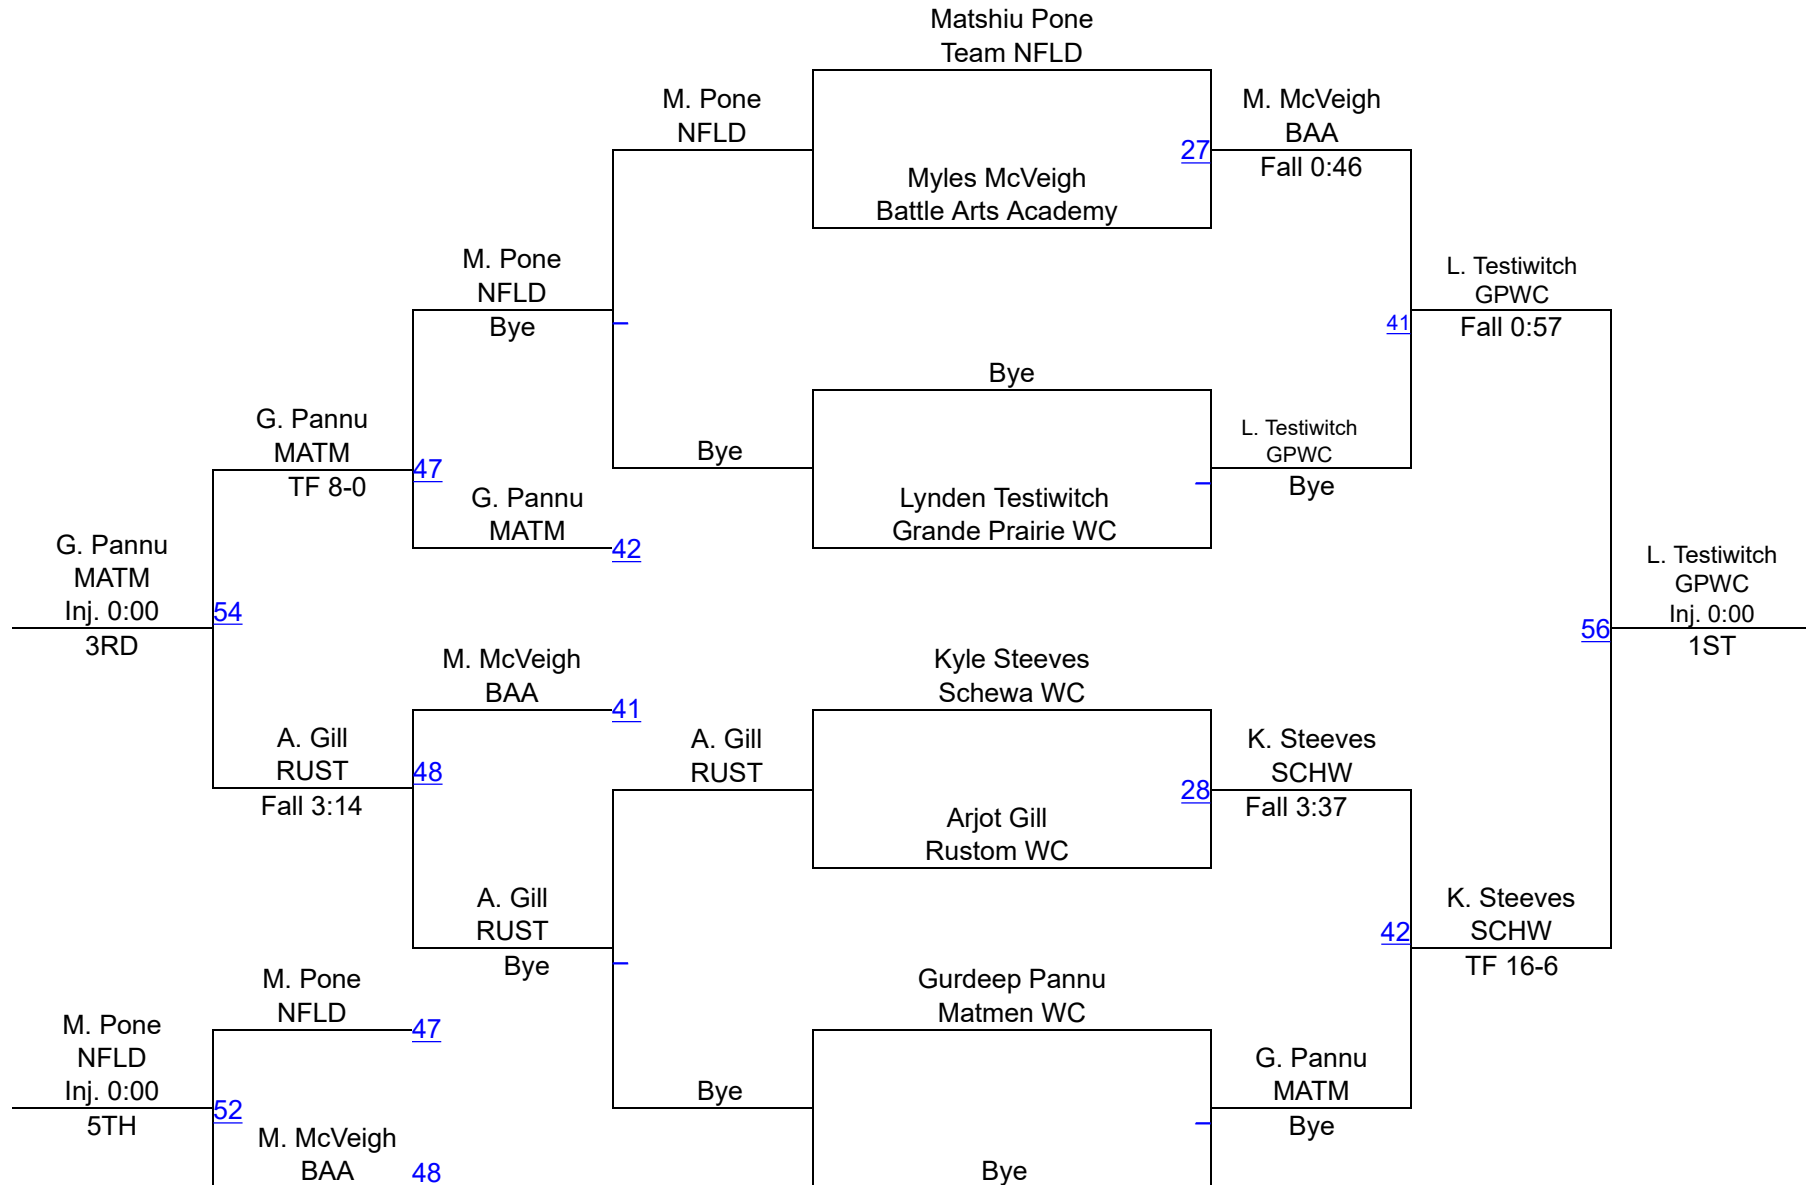 Matshiu Pone
Team NFLD
M. Pone
NFLD
M. McVeigh
BAA
27
Fall 0:46
Myles McVeigh
Battle Arts Academy
M. Pone
NFLD
Bye
L. Testiwitch
GPWC
41
Fall 0:57
Bye
G. Pannu
MATM
TF 8-0
47
Bye
L. Testiwitch
GPWC
Bye
G. Pannu
MATM
42
Lynden Testiwitch
Grande Prairie WC
G. Pannu
MATM
Inj. 0:00
3RD
54
L. Testiwitch
GPWC
Inj. 0:00
1ST
56
M. McVeigh
BAA
41
Kyle Steeves
Schewa WC
A. Gill
RUST
Fall 3:14
48
A. Gill
RUST
K. Steeves
SCHW
28
Fall 3:37
Arjot Gill
Rustom WC
A. Gill
RUST
Bye
K. Steeves
SCHW
42
TF 16-6
M. Pone
NFLD
47
Gurdeep Pannu
Matmen WC
M. Pone
NFLD
Inj. 0:00
5TH
52
Bye
G. Pannu
MATM
Bye
M. McVeigh
BAA
48
Bye